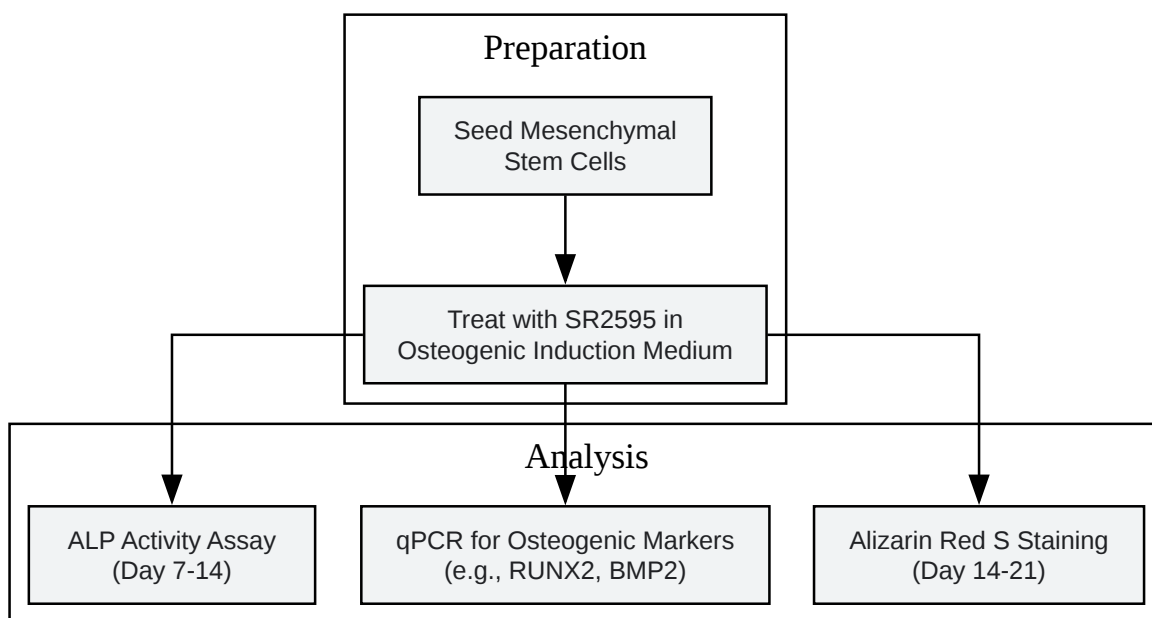 Preparation
Seed Mesenchymal
Stem Cells
Treat with SR2595 in
Osteogenic Induction Medium
Analysis
ALP Activity Assay
(Day 7-14)
qPCR for Osteogenic Markers
(e.g., RUNX2, BMP2)
Alizarin Red S Staining
(Day 14-21)